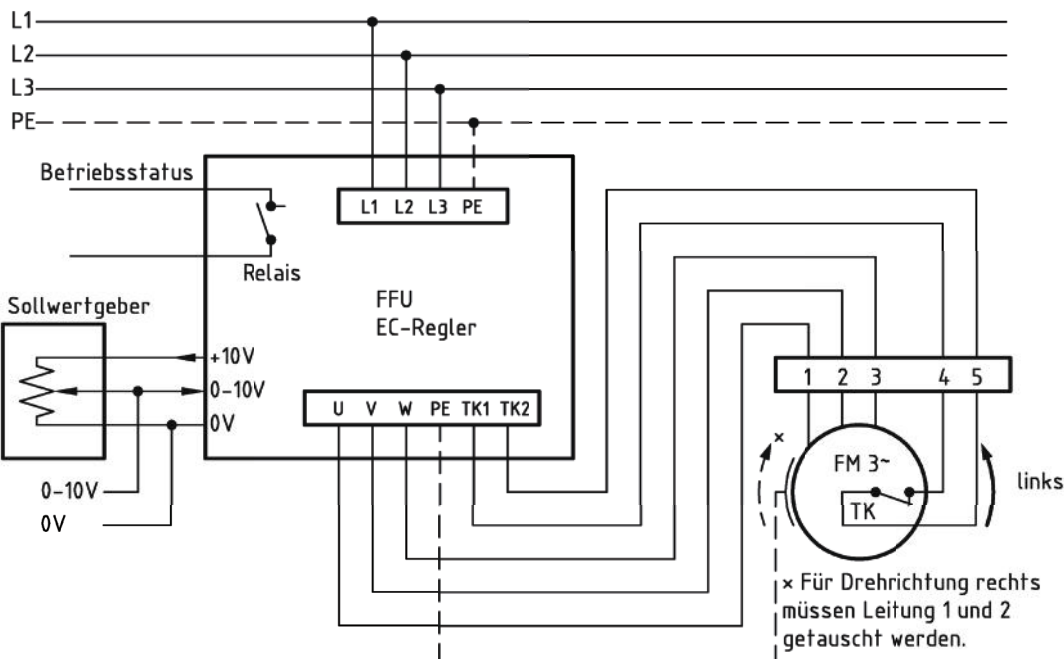 L1
L2
L3
PE
Betriebsstatus
L1 L2 L3 PE
Relais
Sollwertgeber
FFU
EC-Regler
+10V
0-10V
0V
U V W PE TK1 TK2
1 2 3 4 5
×
FM 3~
TK
links
0-10V
0V
× Für Drehrichtung rechts
müssen Leitung 1 und 2
getauscht werden.